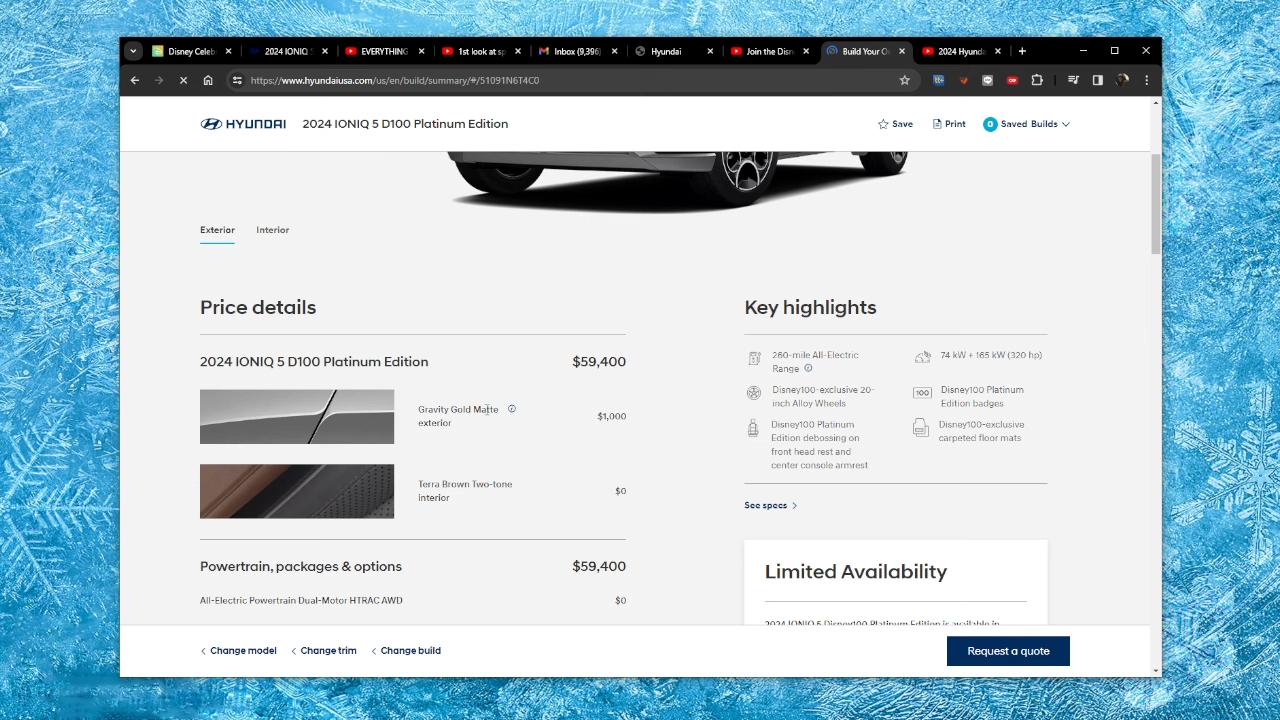 Disney Celeb
2024 IONIQ 5
EVERYTHING
1st look at sp
Inbox (9,396)
Hyundai
Join the Disn
Build Your O
2024 Hyunda
https://www.hyundaiusa.com/us/en/build/summary/#/51091N6T4C0
HYUNDAI
2024 IONIQ 5 D100 Platinum Edition
Save
Print
0 Saved Builds
Exterior
Interior
Price details
2024 IONIQ 5 D100 Platinum Edition $59,400
Gravity Gold Matte
exterior
$1,000
Terra Brown Two-tone
interior
$0
Powertrain, packages & options $59,400
All-Electric Powertrain Dual-Motor HTRAC AWD $0
Key highlights
260-mile All-Electric
Range
74 kW + 165 kW (320 hp)
Disney100-exclusive 20-
inch Alloy Wheels
100
Disney100 Platinum
Edition badges
Disney100 Platinum
Edition debossing on
front head rest and
center console armrest
Disney100-exclusive
carpeted floor mats
See specs
Limited Availability
2024 IONIQ 5 Disney100 Platinum Edition is available in
Change model
Change trim
Change build
Request a quote